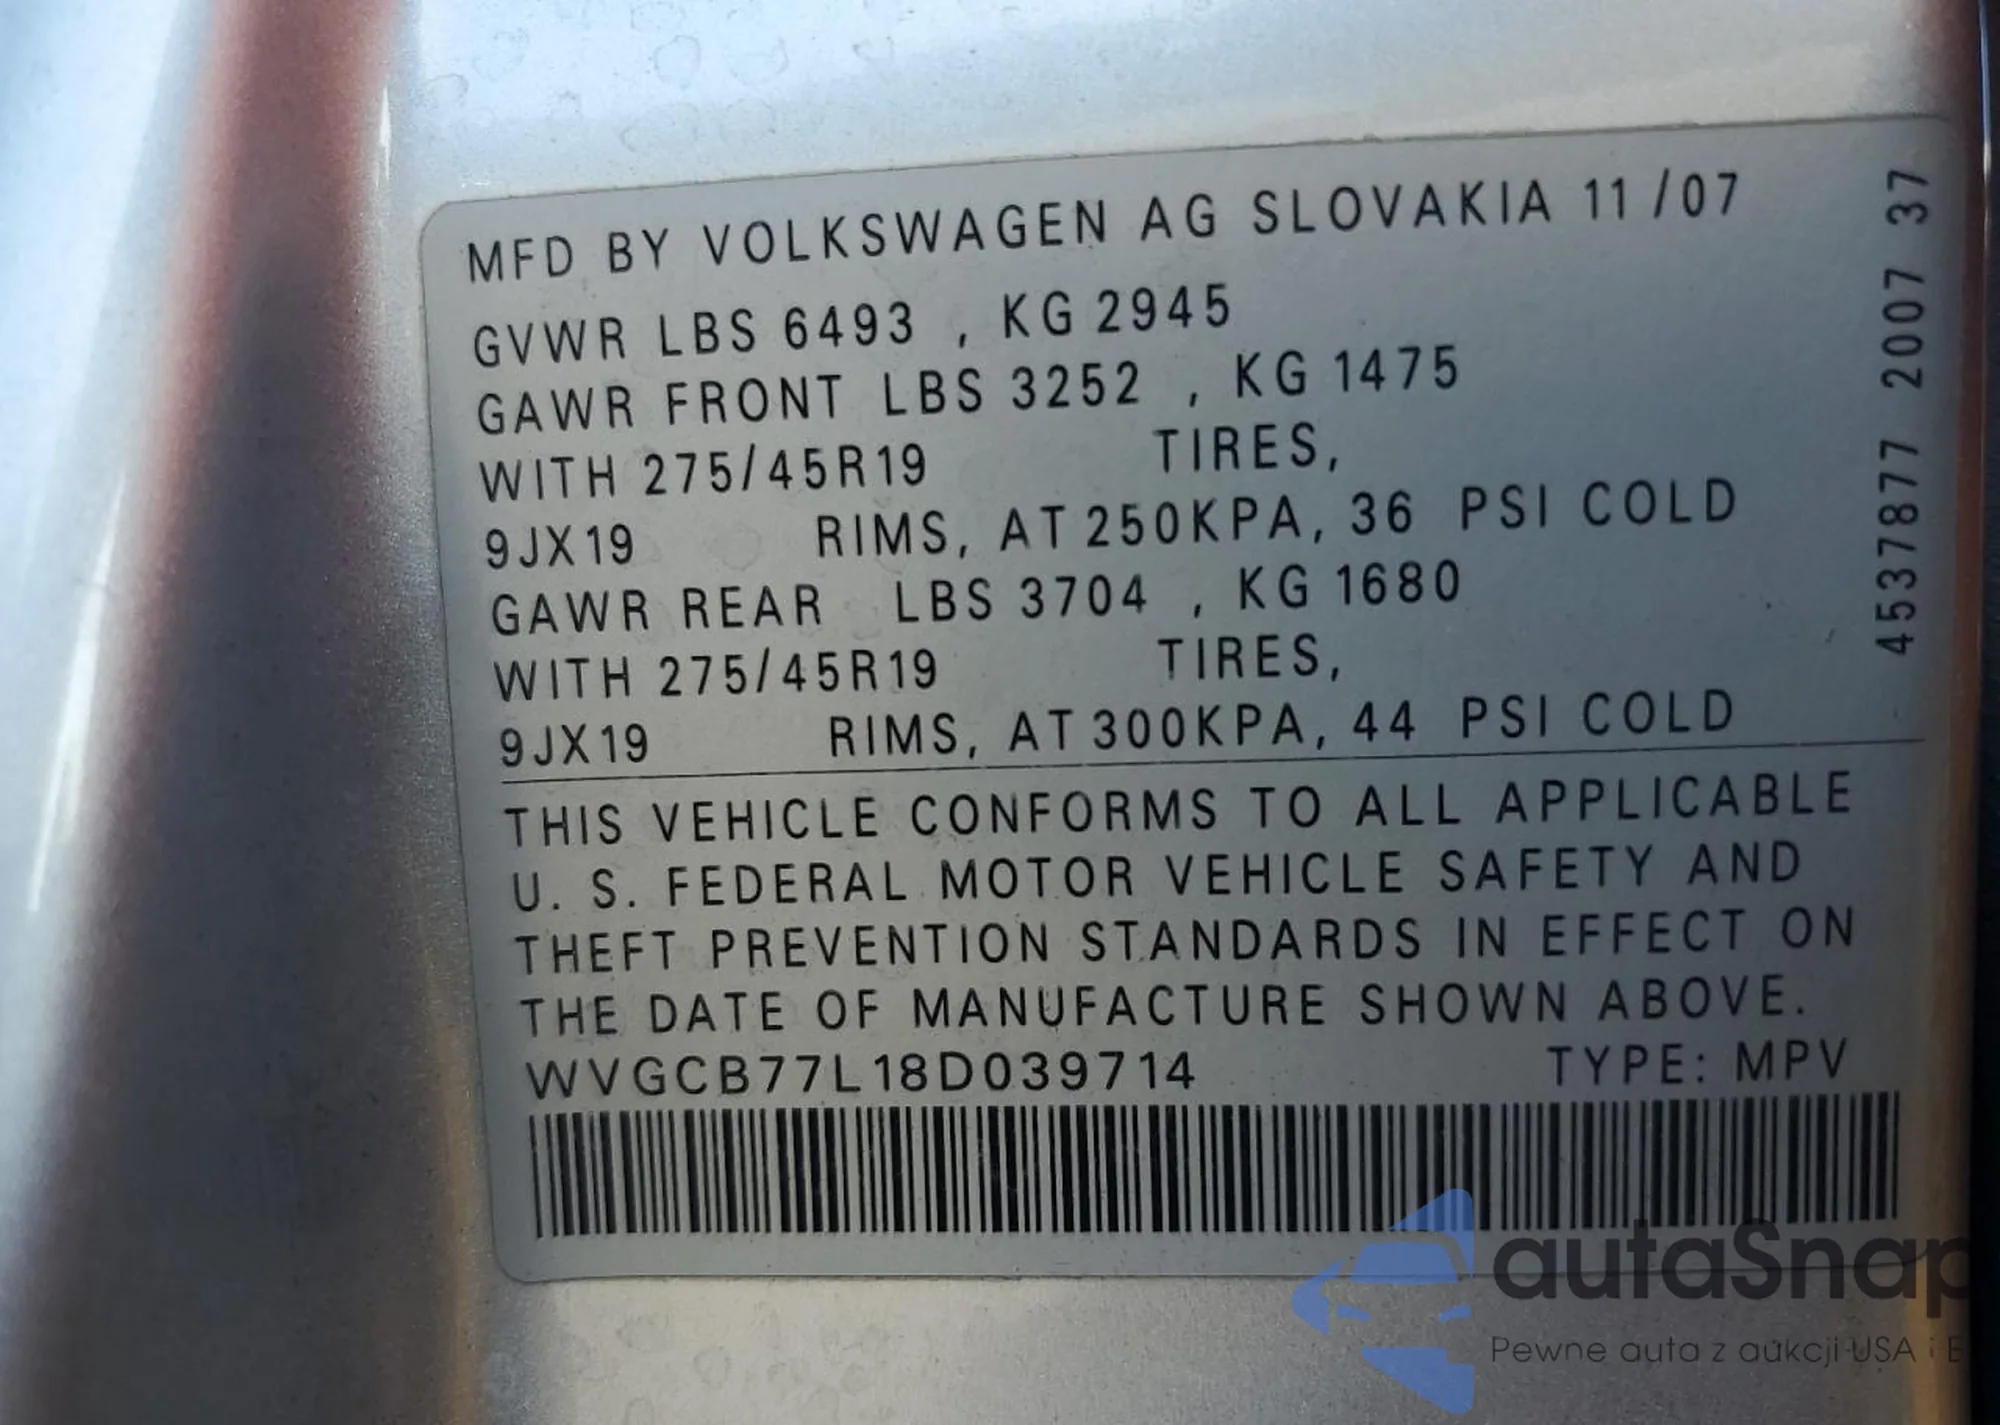 MFD BY VOLKSWAGEN AG SLOVAKIA 11/07
GVWR LBS 6493 , KG 2945
GAWR FRONT LBS 3252 , KG 1475
WITH 275/45R19 TIRES,
9JX19 RIMS, AT 250KPA, 36 PSI COLD
GAWR REAR LBS 3704 , KG 1680
WITH 275/45R19 TIRES,
9JX19 RIMS, AT 300KPA, 44 PSI COLD
4537877 2007 37
THIS VEHICLE CONFORMS TO ALL APPLICABLE
U. S. FEDERAL MOTOR VEHICLE SAFETY AND
THEFT PREVENTION STANDARDS IN EFFECT ON
THE DATE OF MANUFACTURE SHOWN ABOVE.
WVGCB77L18D039714 TYPE: MPV
autaSnap
Pewne auta z aukcji USA i E